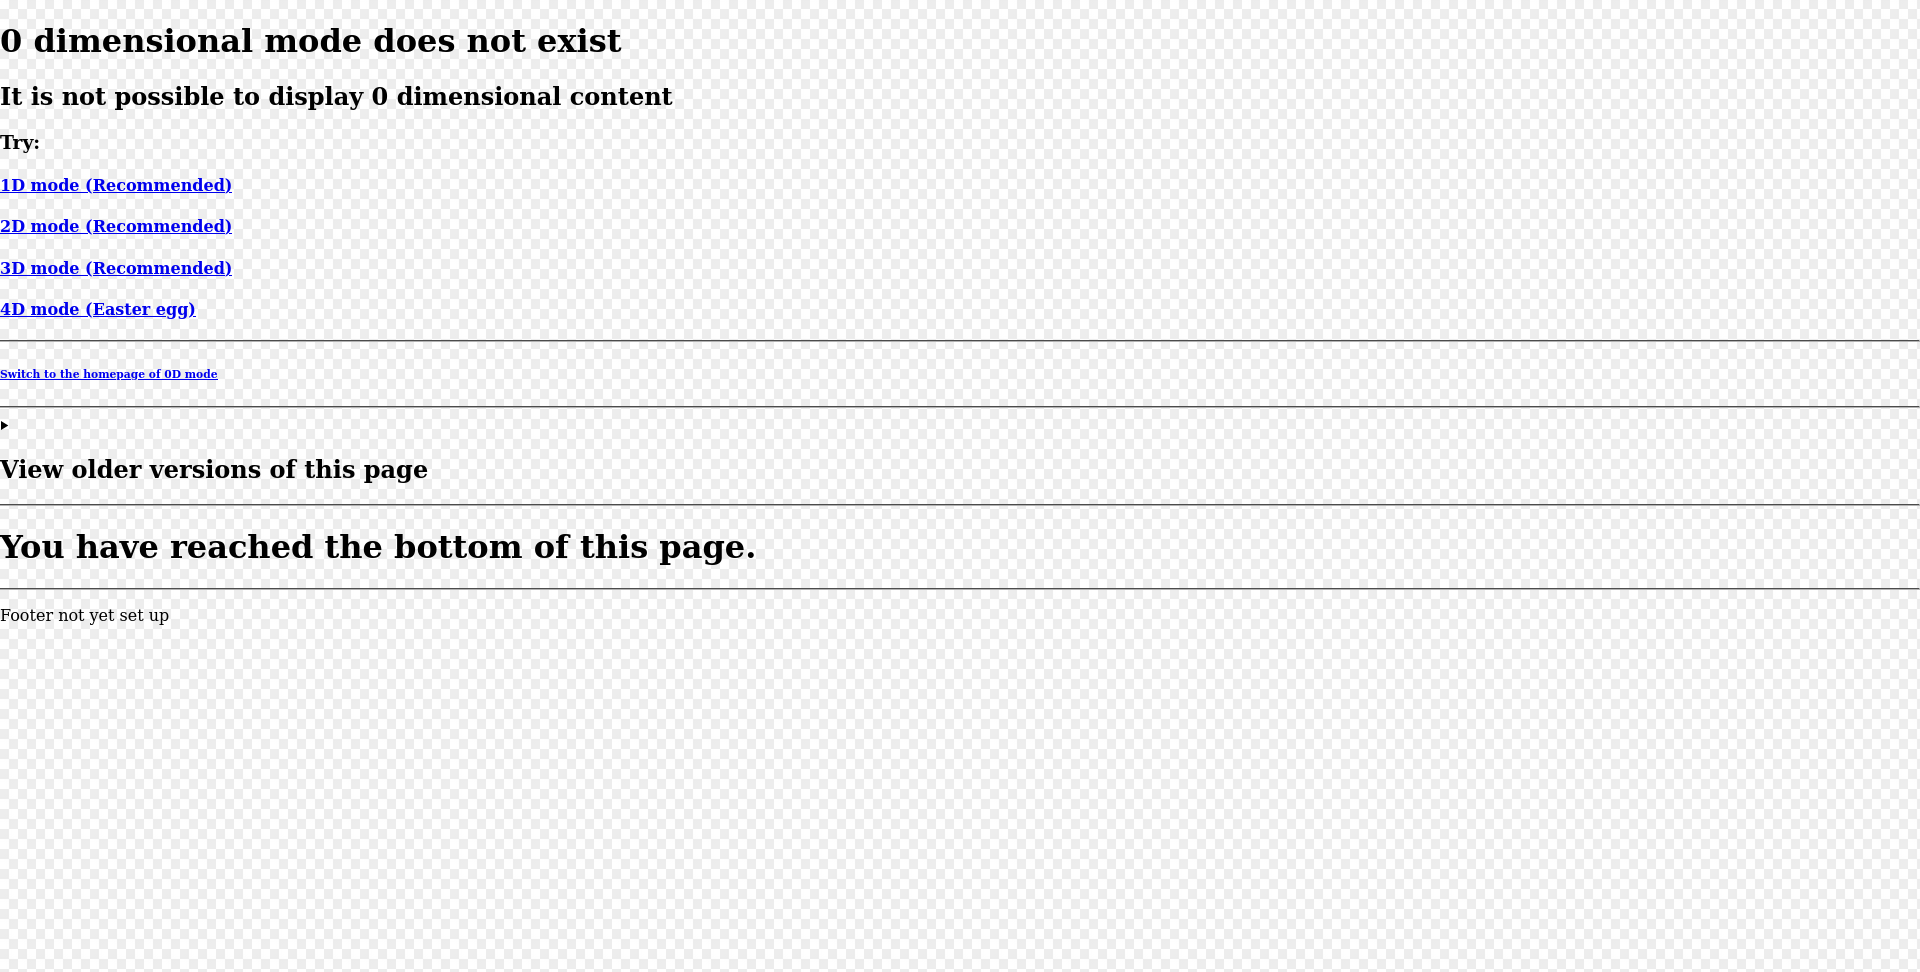 0 dimensional mode does not exist
It is not possible to display 0 dimensional content
Try:
1D mode (Recommended)
2D mode (Recommended)
3D mode (Recommended)
4D mode (Easter egg)
Switch to the homepage of 0D mode
View older versions of this page
You have reached the bottom of this page.
Footer not yet set up